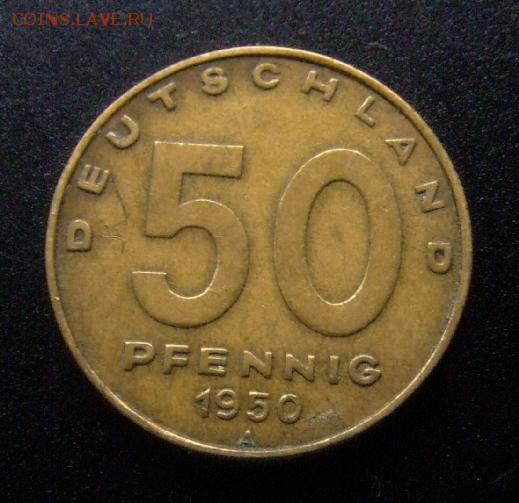 COINS.LAVE.RU
DEUTSCHLAND
50
PFENNIG
1950
A